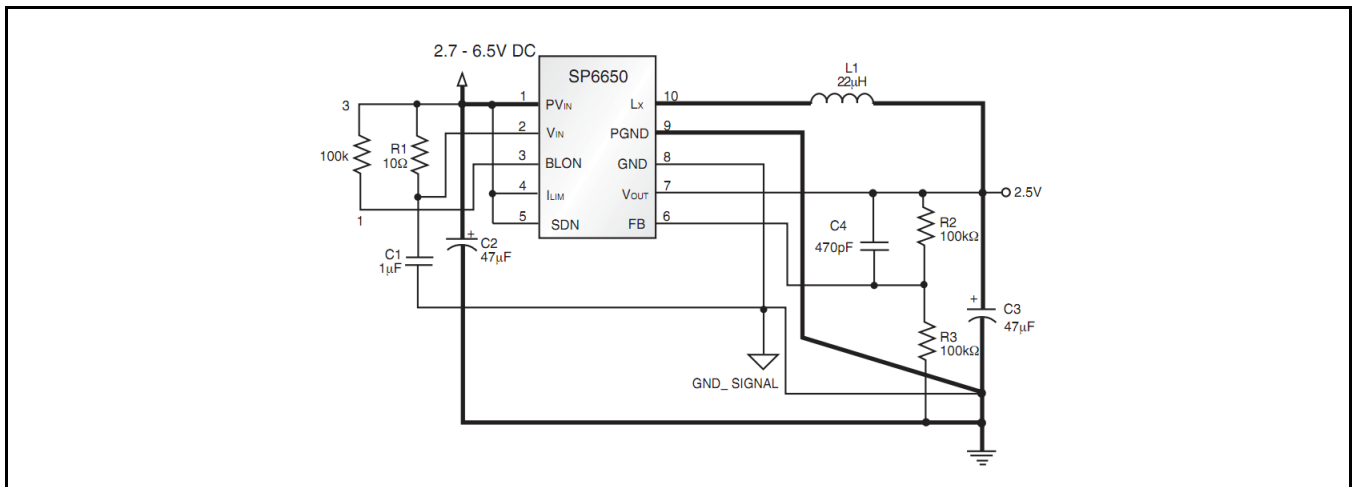 2.7 - 6.5V DC
SP6650
L1
22μH
3
1
PVIN
LX
10
100k
R1
10Ω
2
VIN
PGND
9
3
BLON
GND
8
4
ILIM
VOUT
7
2.5V
1
5
SDN
FB
6
C4
470pF
R2
100kΩ
C1
1μF
+
C2
47μF
+
C3
47μF
R3
100kΩ
GND_ SIGNAL